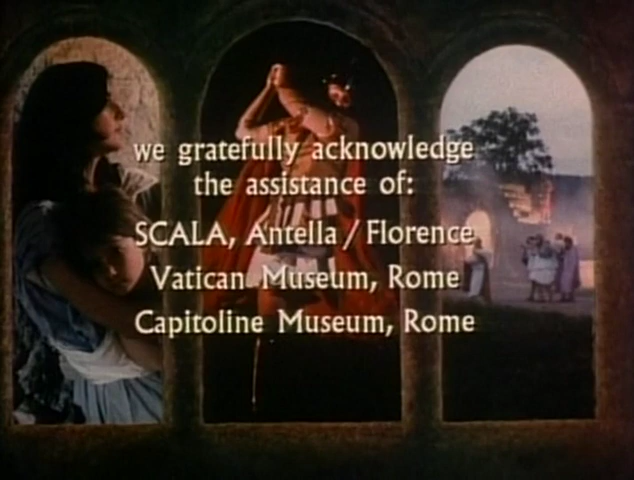 we gratefully acknowledge
the assistance of:
SCALA, Antella / Florence
Vatican Museum, Rome
Capitoline Museum, Rome